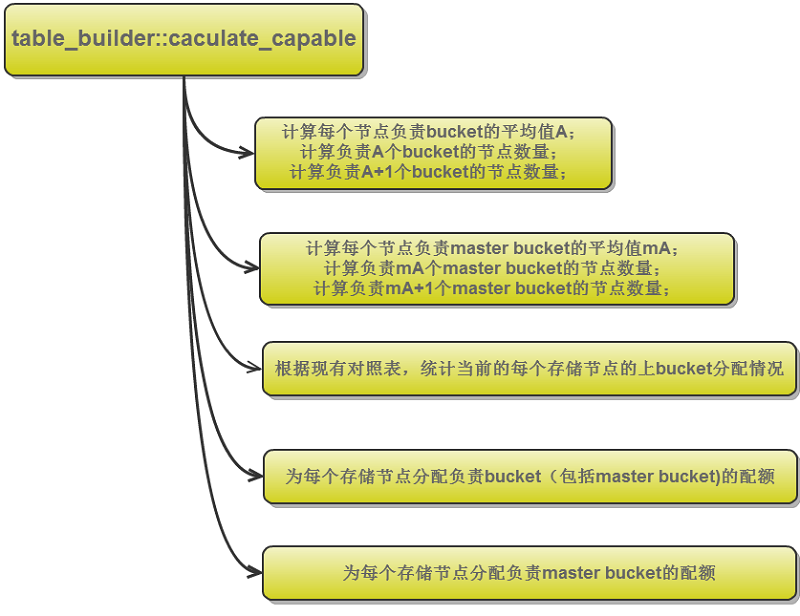 table_builder::caculate_capable
计算每个节点负责bucket的平均值A；
计算负责A个bucket的节点数量；
计算负责A+1个bucket的节点数量；
计算每个节点负责master bucket的平均值mA；
计算负责mA个master bucket的节点数量；
计算负责mA+1个master bucket的节点数量；
根据现有对照表，统计当前的每个存储节点的上bucket分配情况
为每个存储节点分配负责bucket（包括master bucket)的配额
为每个存储节点分配负责master bucket的配额